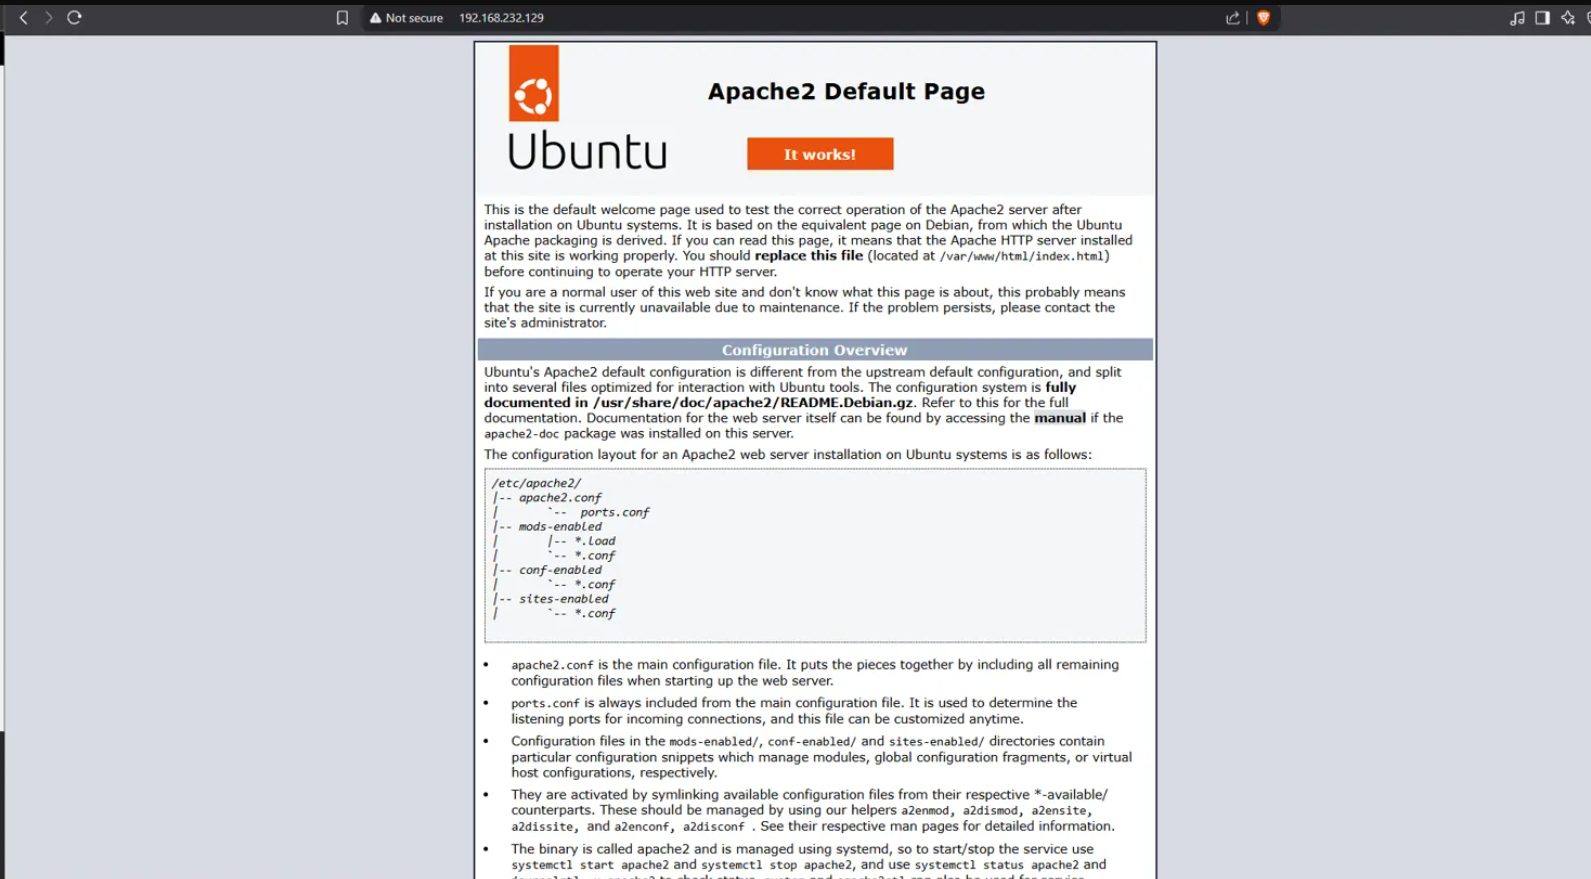 Not secure 192.168.232.129
Apache2 Default Page
Ubuntu
It works!
This is the default welcome page used to test the correct operation of the Apache2 server after
installation on Ubuntu systems. It is based on the equivalent page on Debian, from which the Ubuntu
Apache packaging is derived. If you can read this page, it means that the Apache HTTP server installed
at this site is working properly. You should replace this file (located at /var/www/html/index.html)
before continuing to operate your HTTP server.
If you are a normal user of this web site and don't know what this page is about, this probably means
that the site is currently unavailable due to maintenance. If the problem persists, please contact the
site's administrator.
Configuration Overview
Ubuntu's Apache2 default configuration is different from the upstream default configuration, and split
into several files optimized for interaction with Ubuntu tools. The configuration system is fully
documented in /usr/share/doc/apache2/README.Debian.gz. Refer to this for the full
documentation. Documentation for the web server itself can be found by accessing the manual if the
apache2-doc package was installed on this server.
The configuration layout for an Apache2 web server installation on Ubuntu systems is as follows:
/etc/apache2/
|-- apache2.conf
|       `--  ports.conf
|-- mods-enabled
|       |-- *.load
|       `-- *.conf
|-- conf-enabled
|       `-- *.conf
|-- sites-enabled
|       `-- *.conf
• apache2.conf is the main configuration file. It puts the pieces together by including all remaining
configuration files when starting up the web server.
• ports.conf is always included from the main configuration file. It is used to determine the
listening ports for incoming connections, and this file can be customized anytime.
• Configuration files in the mods-enabled/, conf-enabled/ and sites-enabled/ directories contain
particular configuration snippets which manage modules, global configuration fragments, or virtual
host configurations, respectively.
• They are activated by symlinking available configuration files from their respective *-available/
counterparts. These should be managed by using our helpers a2enmod, a2dismod, a2ensite,
a2dissite, and a2enconf, a2disconf . See their respective man pages for detailed information.
• The binary is called apache2 and is managed using systemd, so to start/stop the service use
systemctl start apache2 and systemctl stop apache2, and use systemctl status apache2 and